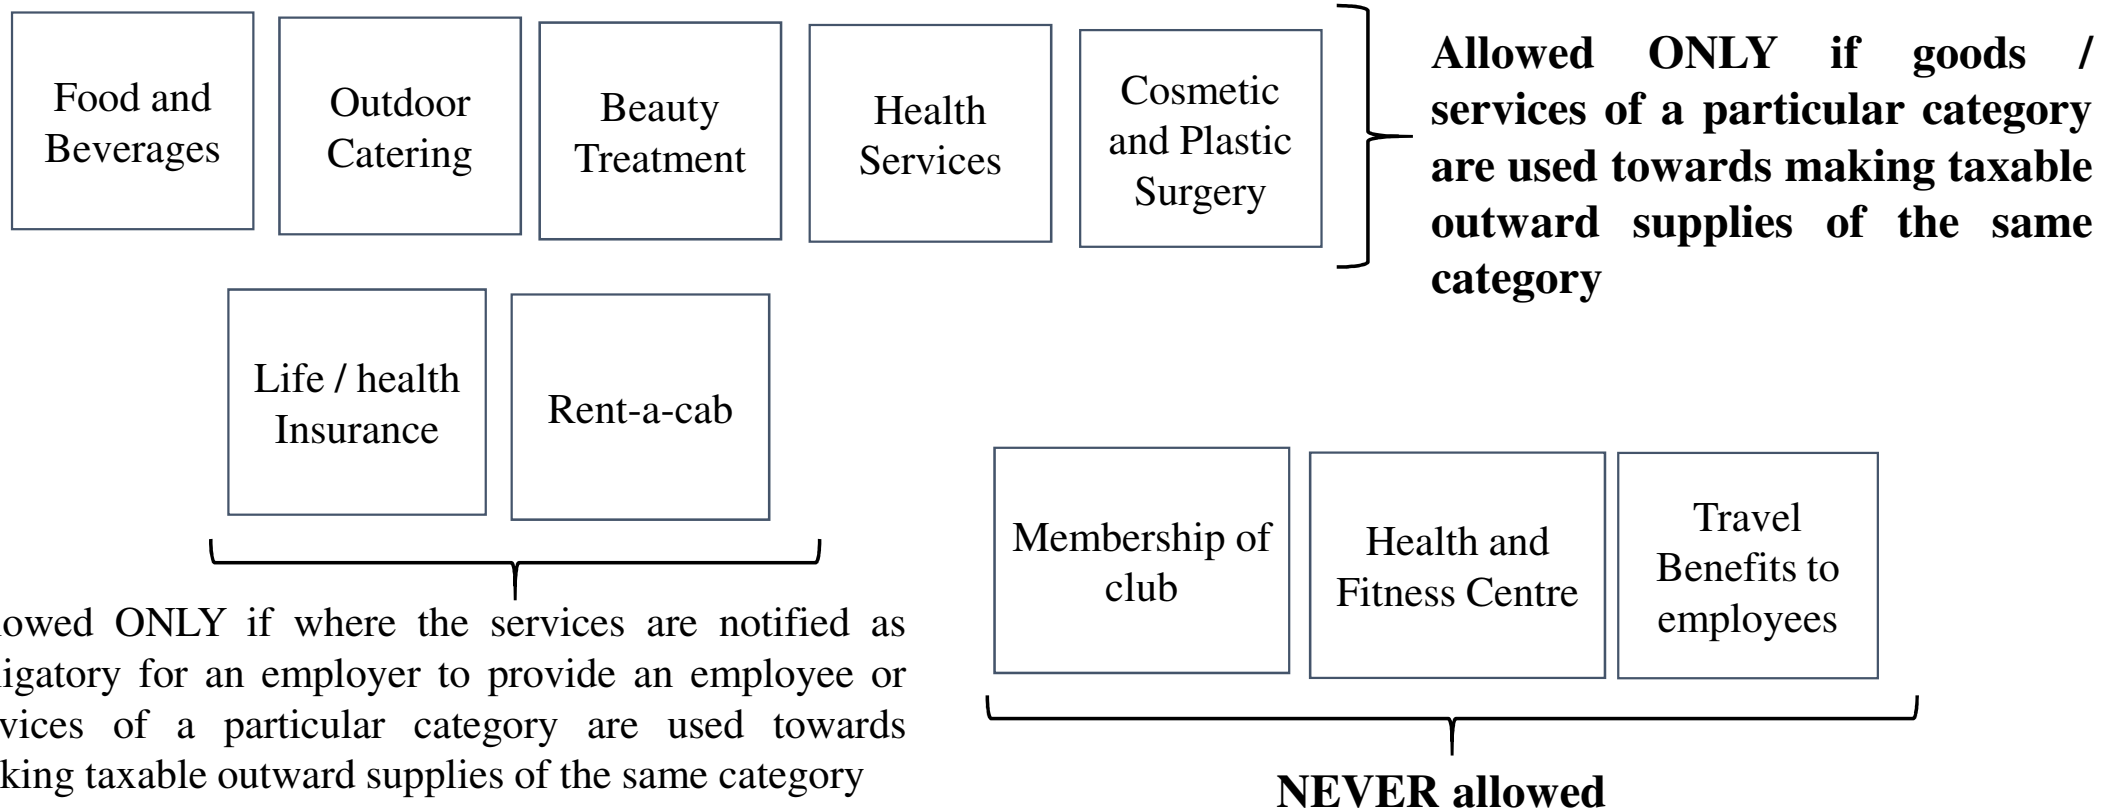 Food and
Beverages
Outdoor
Catering
Beauty
Treatment
Health
Services
Cosmetic
and Plastic
Surgery
Allowed ONLY if goods /
services of a particular category
are used towards making taxable
outward supplies of the same
category
Life / health
Insurance
Rent-a-cab
owed ONLY if where the services are notified as
igatory for an employer to provide an employee or
vices of a particular category are used towards
king taxable outward supplies of the same category
Membership of
club
Health and
Fitness Centre
Travel
Benefits to
employees
NEVER allowed